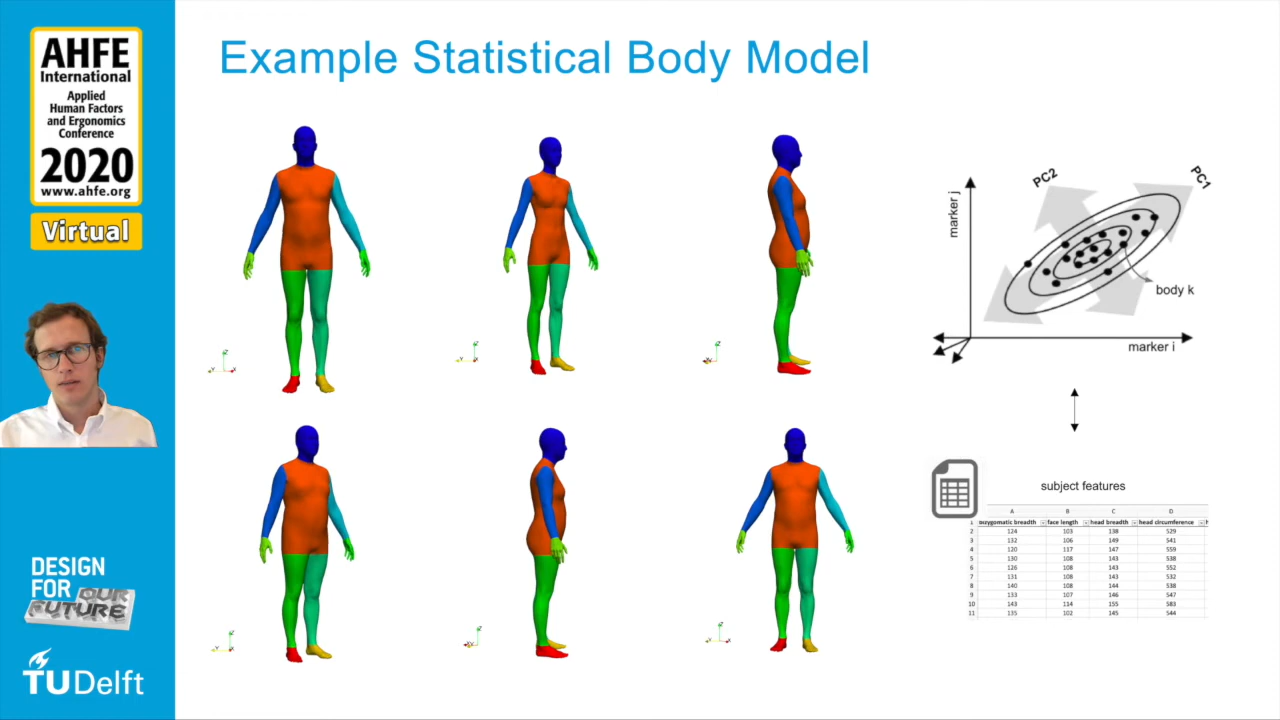 AHFE
International
Applied
Human Factors
and Ergonomics
Conference
2020
www.ahfe.org
Virtual
DESIGN
FOR
OUR
FUTURE
TUDelft
Example Statistical Body Model
PC2
PC1
marker j
body k
marker i
subject features
A B C D
1 bizygomatic breadth face length head breadth head circumference
2 124 103 138 529
3 132 106 149 541
4 120 117 147 559
5 130 108 143 538
6 126 108 143 552
7 131 108 143 532
8 140 108 144 538
9 133 107 146 547
10 143 114 155 583
11 135 102 145 544